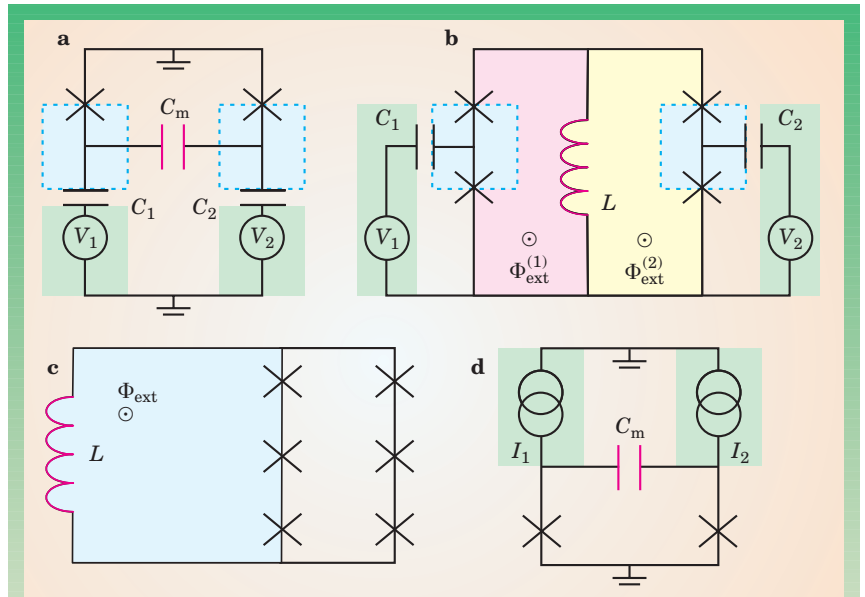 a
C_m
C_1
C_2
V_1
V_2
b
C_1
C_2
L
V_1
V_2
Φ_ext^(1)
Φ_ext^(2)
c
Φ_ext
L
d
C_m
I_1
I_2